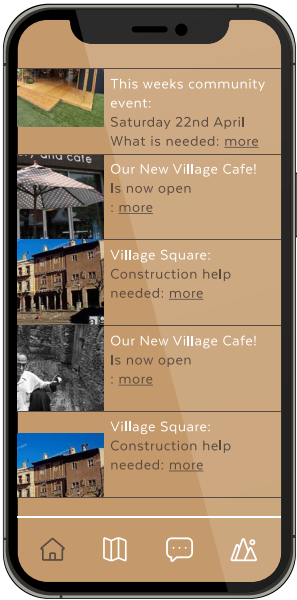 This weeks community
event:
Saturday 22nd April
What is needed: more
and cafe
Our New Village Cafe!
Is now open
: more
Village Square:
Construction help
needed: more
Our New Village Cafe!
Is now open
: more
Village Square:
Construction help
needed: more